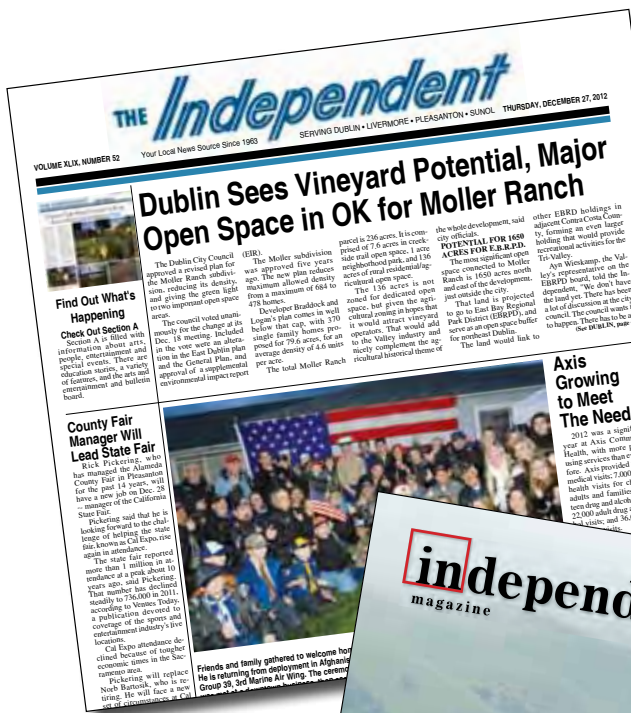 THE Independent
VOLUME XLIX, NUMBER 52
Your Local News Source Since 1963
SERVING DUBLIN • LIVERMORE • PLEASANTON • SUNOL
THURSDAY, DECEMBER 27, 2012
Find Out What's
Happening
Check Out Section A
Section A is filled with
information about arts,
people, entertainment and
special events. There are
education stories, a variety
of features, and the arts and
entertainment and bulletin
board.
Dublin Sees Vineyard Potential, Major
Open Space in OK for Moller Ranch
The Dublin City Council
approved a revised plan for
the Moller Ranch subdivi-
sion, reducing its density,
and giving the green light
to two important open space
areas.
The council voted unani-
mously for the change at its
Dec. 18 meeting. Included
in the vote were an altera-
tion in the East Dublin plan
and the General Plan, and
approval of a supplemental
environmental impact report
(EIR).
The Moller subdivision
was approved five years
ago. The new plan reduces
maximum allowed density
from a maximum of 684 to
478 homes.
Developer Braddock and
Logan's plan comes in well
below that cap, with 370
single family homes pro-
posed for 79.6 acres, for an
average density of 4.6 units
per acre.
The total Moller Ranch
parcel is 236 acres. It is com-
prised of 7.6 acres in creek-
side rail open space, 1 acre
neighborhood park, and 136
acres of rural residential/ag-
ricultural open space.
The 136 acres is not
zoned for dedicated open
space, but given the agri-
cultural zoning it hopes that
it would attract vineyard
operators. That would add
to the Valley industry and
nicely complement the ag-
ricultural historical theme of
the whole development, said
city officials.
POTENTIAL FOR 1650
ACRES FOR E.B.R.P.D.
The most significant open
space connected to Moller
Ranch is 1650 acres north
and east of the development,
just outside the city.
That land is projected
to go to East Bay Regional
Park District (EBRPD), and
serve as an open space buffer
for northeast Dublin.
The land would link to
other EBRD holdings in
adjacent Contra Costa Coun-
ty, forming an even larger
holding that would provide
recreational activities for the
Tri-Valley.
Ayn Wieskamp, the Val-
ley's representative on the
EBRPD board, told the In-
dependent, "We don't have
the land yet. There has been
a lot of discussion at the city
council. The council wants i
to happen. There has to be
(See DUBLIN, page
County Fair
Manager Will
Lead State Fair
Rick Pickering, who
has managed the Alameda
County Fair in Pleasanton
for the past 14 years, will
have a new job on Dec. 28
-- manager of the California
State Fair.
Pickering said that he is
looking forward to the chal-
lenge of helping the state
fair, known as Cal Expo, rise
again in attendance.
The state fair reported
more than 1 million in at-
tendance at a peak about 10
years ago, said Pickering.
That number has declined
steadily to 736,000 in 2011,
according to Venues Today,
a publication devoted to
coverage of the sports and
entertainment industry's live
locations.
Cal Expo attendance de-
clined because of tougher
economic times in the Sac-
ramento area.
Pickering will replace
Norb Bartosik, who is re-
tiring. He will face a new
set of circumstances at Cal
Friends and family gathered to welcome hom
He is returning from deployment in Afghanis
Group 39, 3rd Marine Air Wing. The ceremo
Axis
Growing
to Meet
The Need
2012 was a signif
year at Axis Commu
Health, with more p
using services than e
fore. Axis provided
medical visits; 7,000
health visits for c
adults and familie
teen drug and alcoh
22,000 adult drug a
visits; and 36,
independ
magazine